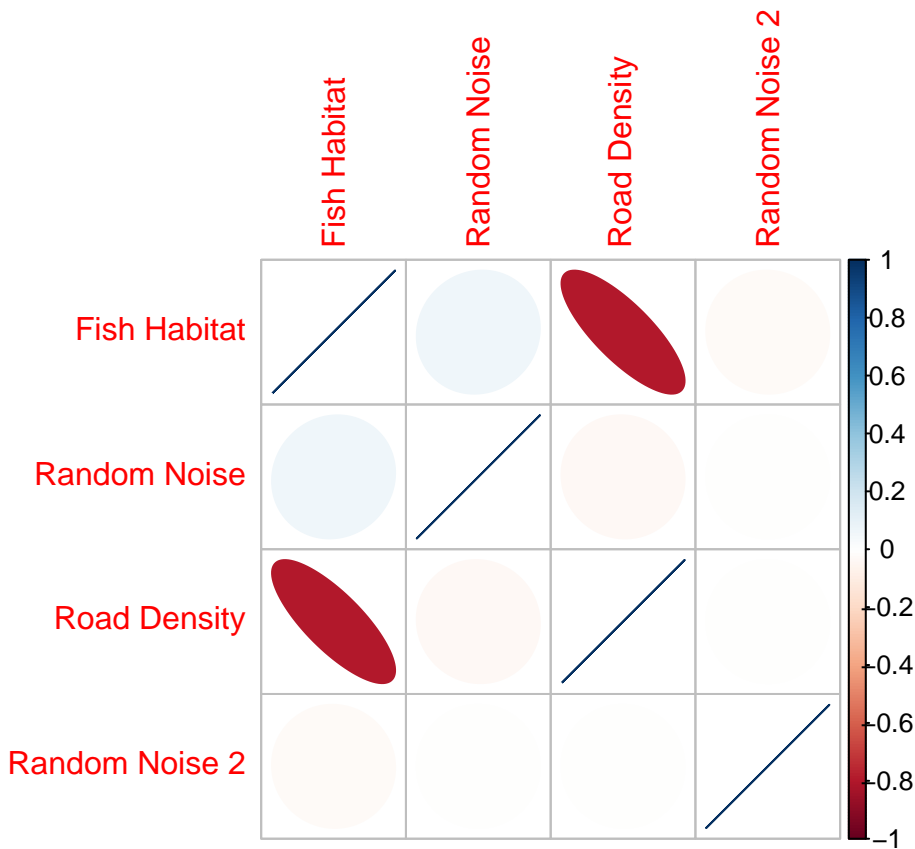 Fish Habitat
Random Noise
Road Density
Random Noise 2
Fish Habitat
Random Noise
Road Density
Random Noise 2
1
0.8
0.6
0.4
0.2
0
−0.2
−0.4
−0.6
−0.8
−1